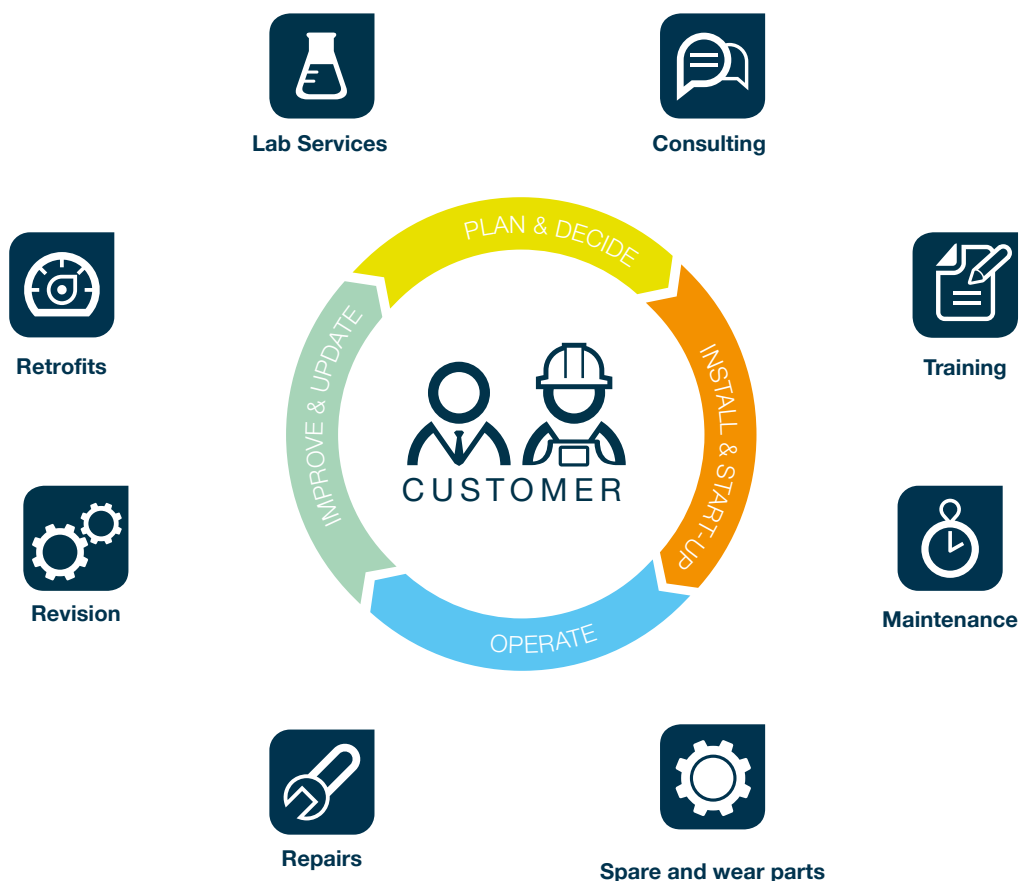 Lab Services
Consulting
PLAN & DECIDE
Retrofits
Training
IMPROVE & UPDATE
INSTALL & START-UP
CUSTOMER
Revision
Maintenance
OPERATE
Repairs
Spare and wear parts